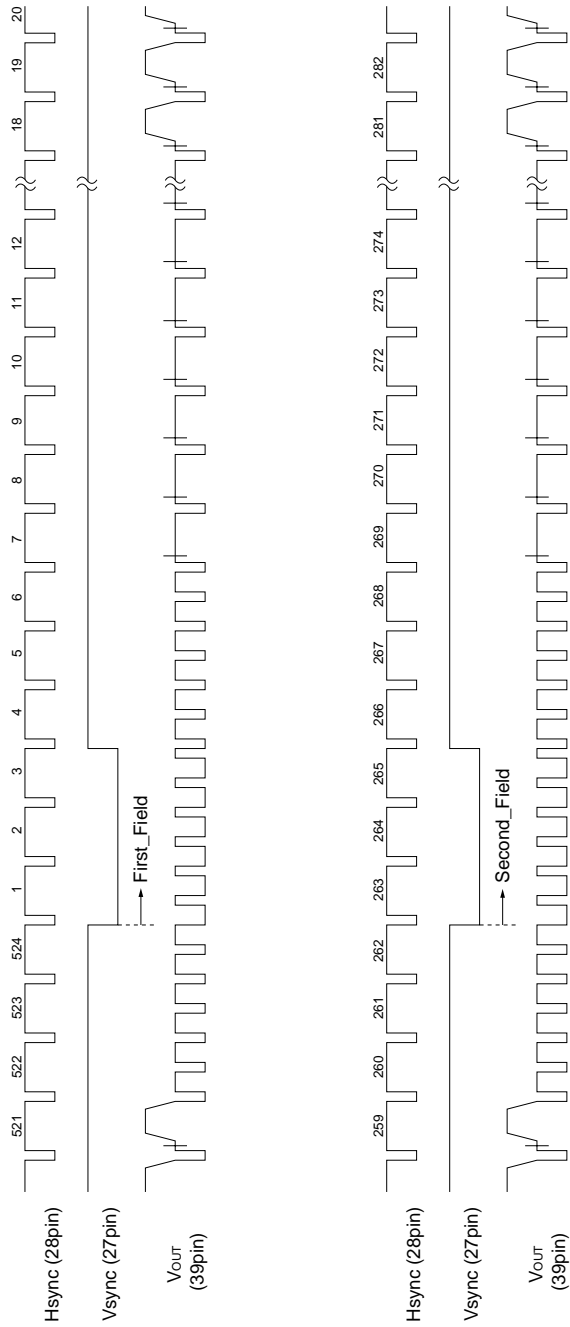 Hsync (28pin)
521 522 523 524 1 2 3 4 5 6 7 8 9 10 11 12 18 19 20
Vsync (27pin)
First_Field
VOUT
(39pin)
Hsync (28pin)
259 260 261 262 263 264 265 266 267 268 269 270 271 272 273 274 281 282
Vsync (27pin)
Second_Field
VOUT
(39pin)